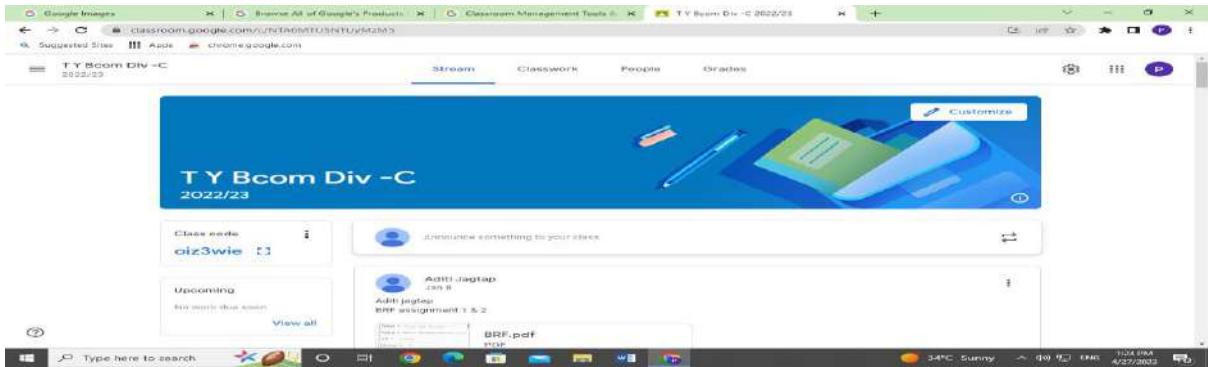 Google Images
Browse All of Google's Products
Classroom Management Tools
T Y Bcom Div -C 2022/23
classroom.google.com
Suggested Sites
Apps
chrome.google.com
T Y Bcom Div -C
2022/23
Stream
Classwork
People
Grades
P
Customize
T Y Bcom Div -C
2022/23
Class code
oiz3wie
Announce something to your class
Upcoming
No work due soon
View all
Aditi Jagtap
Jan 8
Aditi jagtap
BRF assignment 1 & 2
BRF.pdf
PDF
Type here to search
34°C Sunny
ENG
4/27/2023